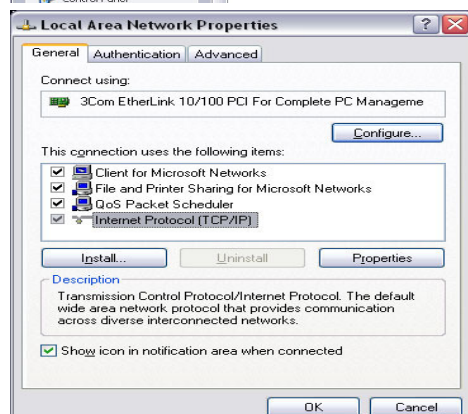 Control Panel
Local Area Network Properties
General Authentication Advanced
Connect using:
3Com EtherLink 10/100 PCI For Complete PC Manageme
Configure...
This connection uses the following items:
Client for Microsoft Networks
File and Printer Sharing for Microsoft Networks
QoS Packet Scheduler
Internet Protocol (TCP/IP)
Install... Uninstall Properties
Description
Transmission Control Protocol/Internet Protocol. The default
wide area network protocol that provides communication
across diverse interconnected networks.
Show icon in notification area when connected
OK Cancel